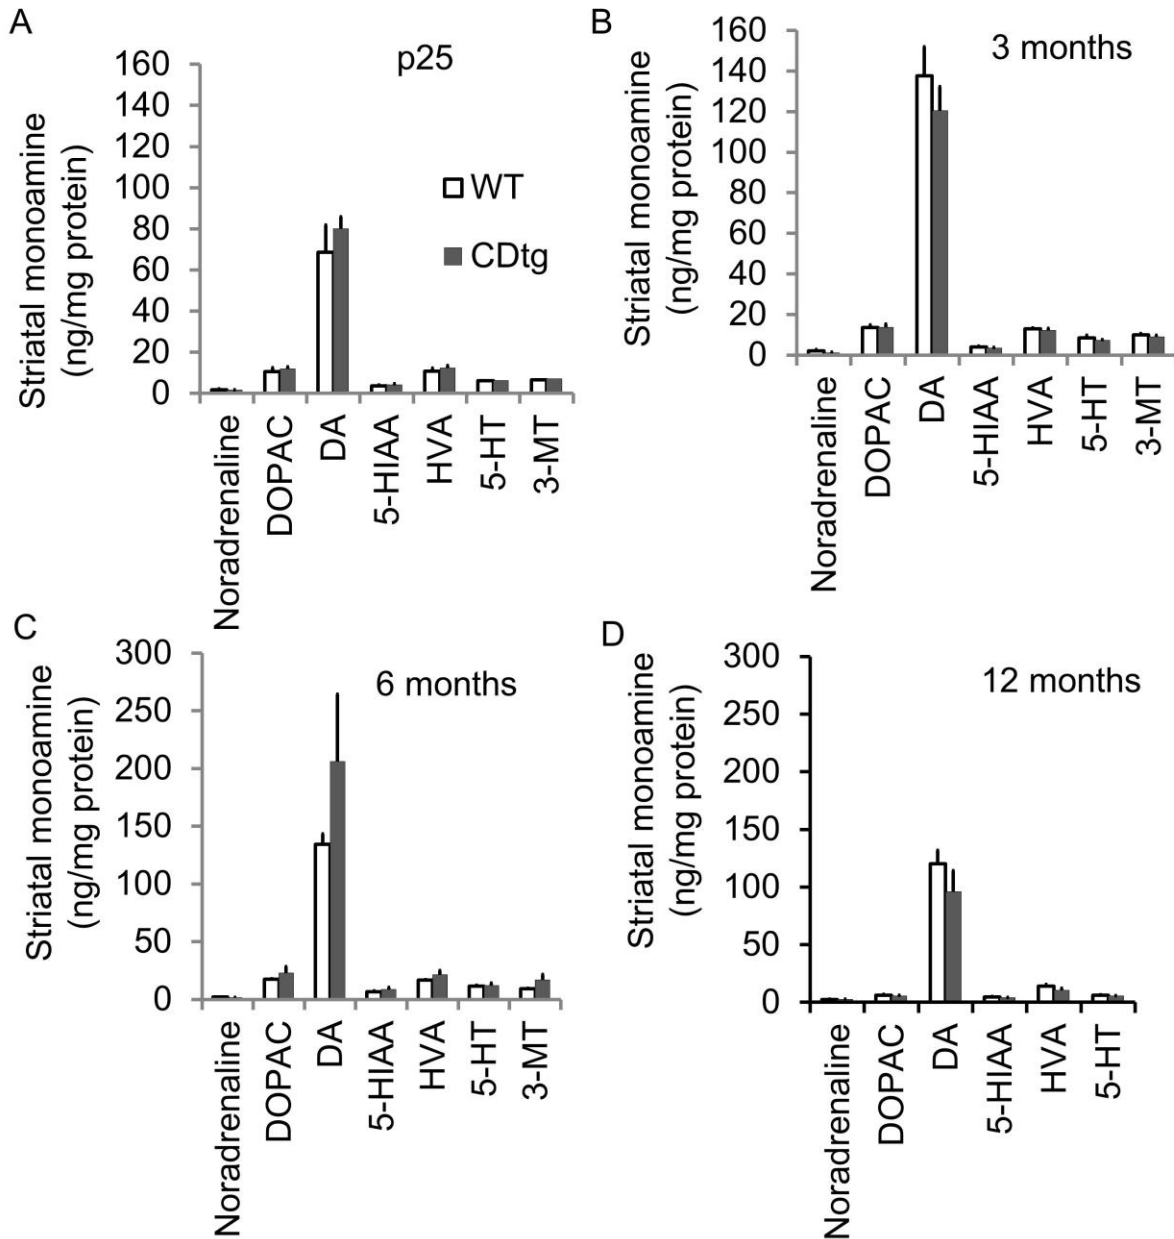 A
p25
Striatal monoamine
(ng/mg protein)
160
140
120
100
80
60
40
20
0
WT
CDtg
Noradrenaline
DOPAC
DA
5-HIAA
HVA
5-HT
3-MT
B
3 months
Striatal monoamine
(ng/mg protein)
160
140
120
100
80
60
40
20
0
Noradrenaline
DOPAC
DA
5-HIAA
HVA
5-HT
3-MT
C
6 months
Striatal monoamine
(ng/mg protein)
300
250
200
150
100
50
0
Noradrenaline
DOPAC
DA
5-HIAA
HVA
5-HT
3-MT
D
12 months
Striatal monoamine
(ng/mg protein)
300
250
200
150
100
50
0
Noradrenaline
DOPAC
DA
5-HIAA
HVA
5-HT